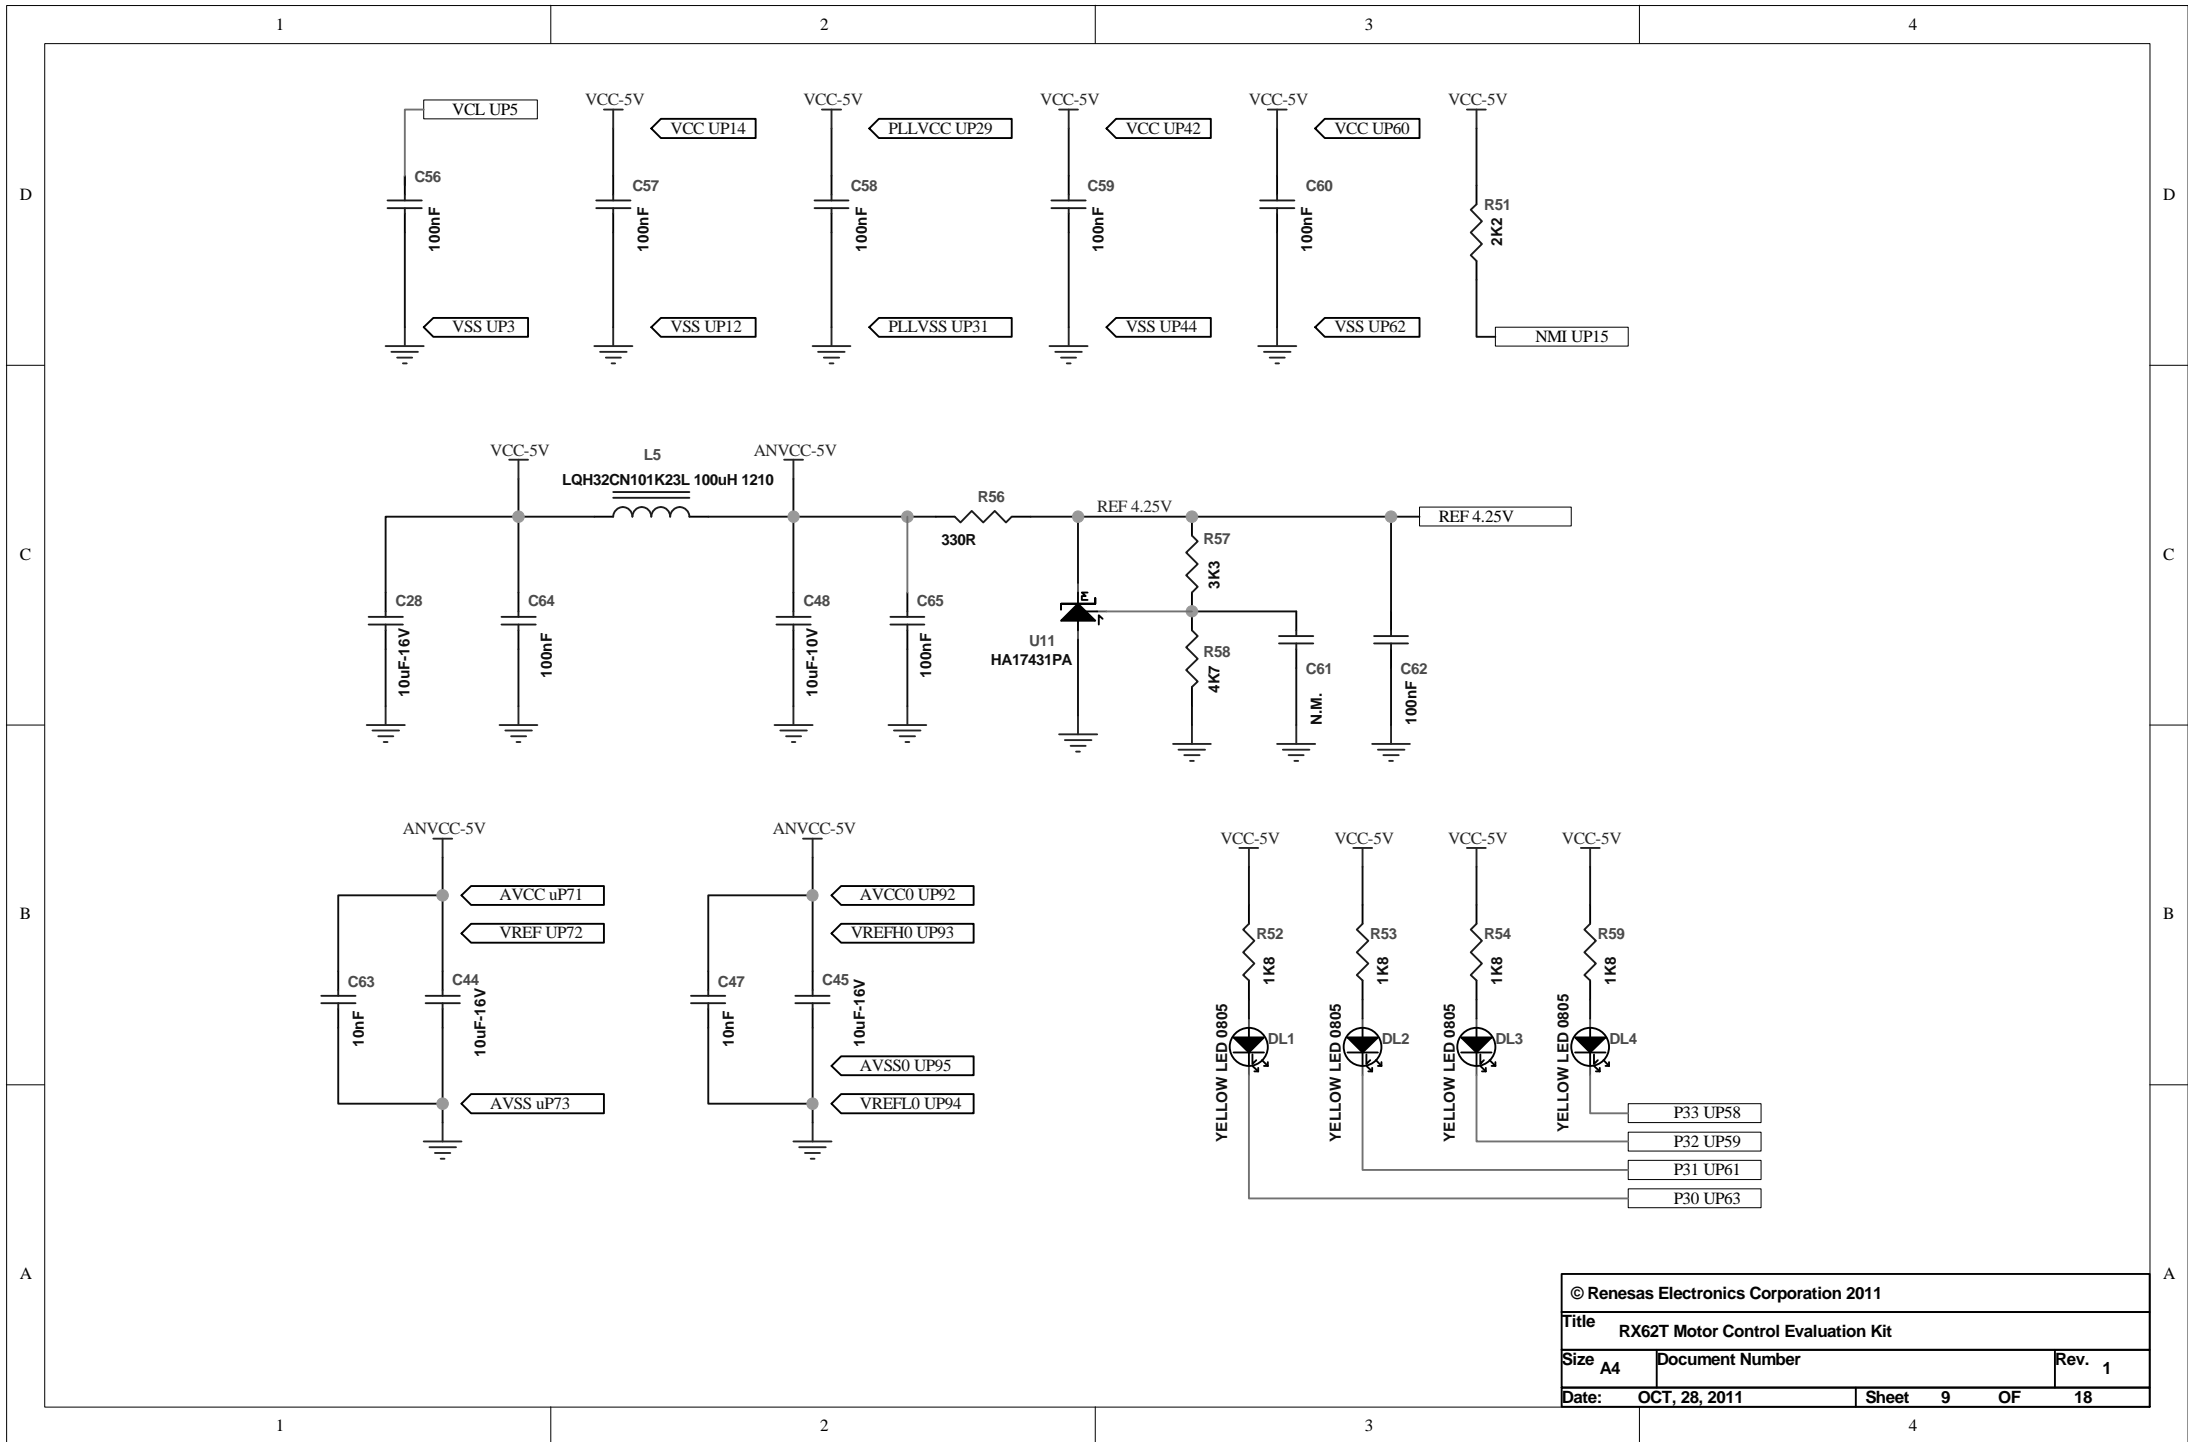 1 2 3 4
D D
C C
B B
A A
VCL UP5
C56
100nF
VSS UP3
VCC-5V
VCC UP14
C57
100nF
VSS UP12
VCC-5V
PLLVCC UP29
C58
100nF
PLLVSS UP31
VCC-5V
VCC UP42
C59
100nF
VSS UP44
VCC-5V
VCC UP60
C60
100nF
VSS UP62
VCC-5V
R51
2K2
NMI UP15
VCC-5V
L5
LQH32CN101K23L 100uH 1210
ANVCC-5V
R56
330R
REF 4.25V
REF 4.25V
C28
10uF-16V
C64
100nF
C48
10uF-10V
C65
100nF
3
1
U11
HA17431PA
R57
3K3
R58
4K7
C61
N.M.
C62
100nF
ANVCC-5V
AVCC uP71
VREF UP72
C63
10nF
C44
10uF-16V
AVSS uP73
ANVCC-5V
AVCC0 UP92
VREFH0 UP93
C47
10nF
C45
10uF-16V
AVSS0 UP95
VREFL0 UP94
VCC-5V
R52
1K8
DL1
YELLOW LED 0805
VCC-5V
R53
1K8
DL2
YELLOW LED 0805
VCC-5V
R54
1K8
DL3
YELLOW LED 0805
VCC-5V
R59
1K8
DL4
YELLOW LED 0805
P33 UP58
P32 UP59
P31 UP61
P30 UP63
© Renesas Electronics Corporation 2011
Title
RX62T Motor Control Evaluation Kit
Size A4 Document Number Rev. 1
Date: OCT, 28, 2011 Sheet 9 OF 18
1 2 3 4